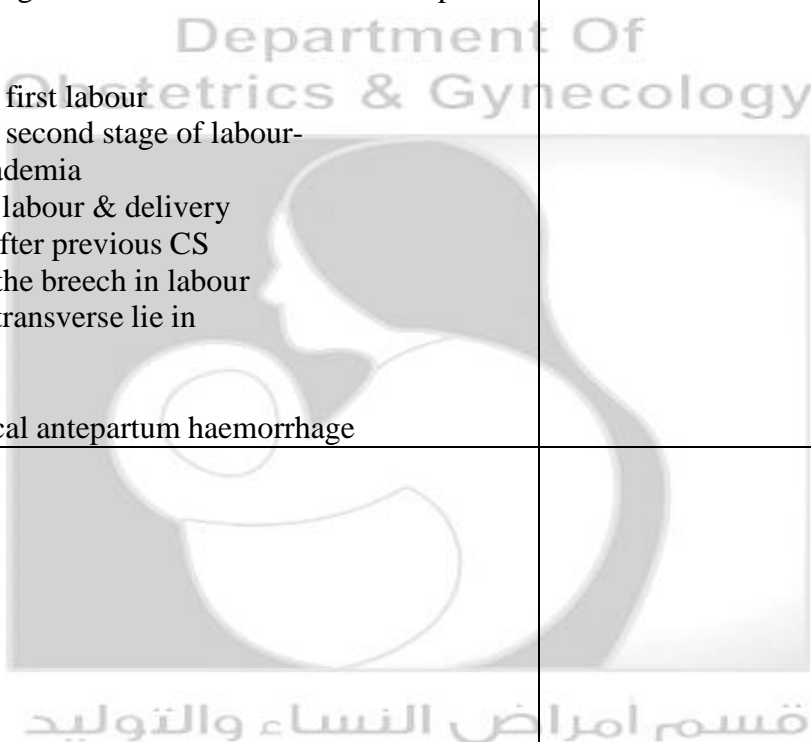 Department Of
Obstetrics & Gynecology
first labour
second stage of labour-
labour & delivery
fter previous CS
the breech in labour
transverse lie in
cal antepartum haemorrhage
قسم امراض النساء والتوليد